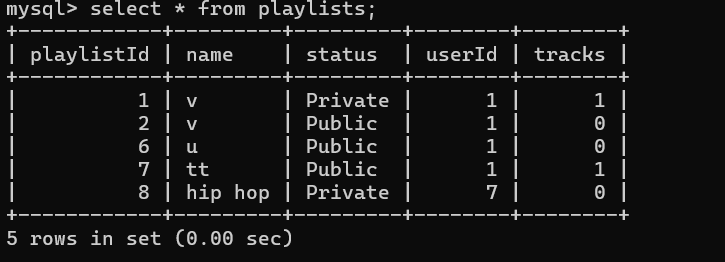 mysql> select * from playlists;
+------------+---------+---------+--------+--------+
| playlistId | name    | status  | userId | tracks |
+------------+---------+---------+--------+--------+
|          1 | v       | Private |      1 |      1 |
|          2 | v       | Public  |      1 |      0 |
|          6 | u       | Public  |      1 |      0 |
|          7 | tt      | Public  |      1 |      1 |
|          8 | hip hop | Private |      7 |      0 |
+------------+---------+---------+--------+--------+
5 rows in set (0.00 sec)